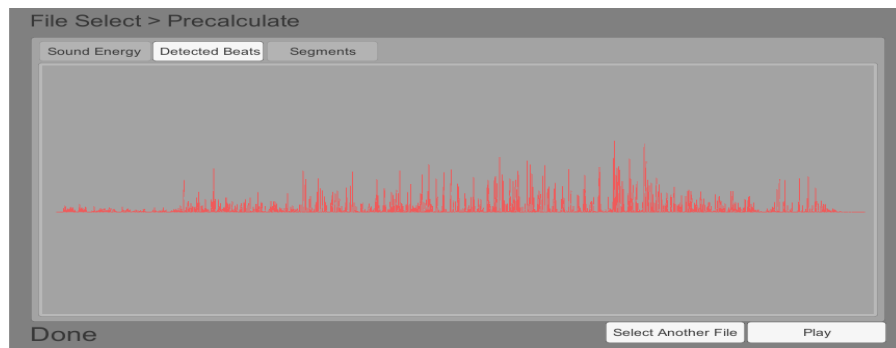 File Select > Precalculate
Sound Energy Detected Beats Segments
Done Select Another File Play